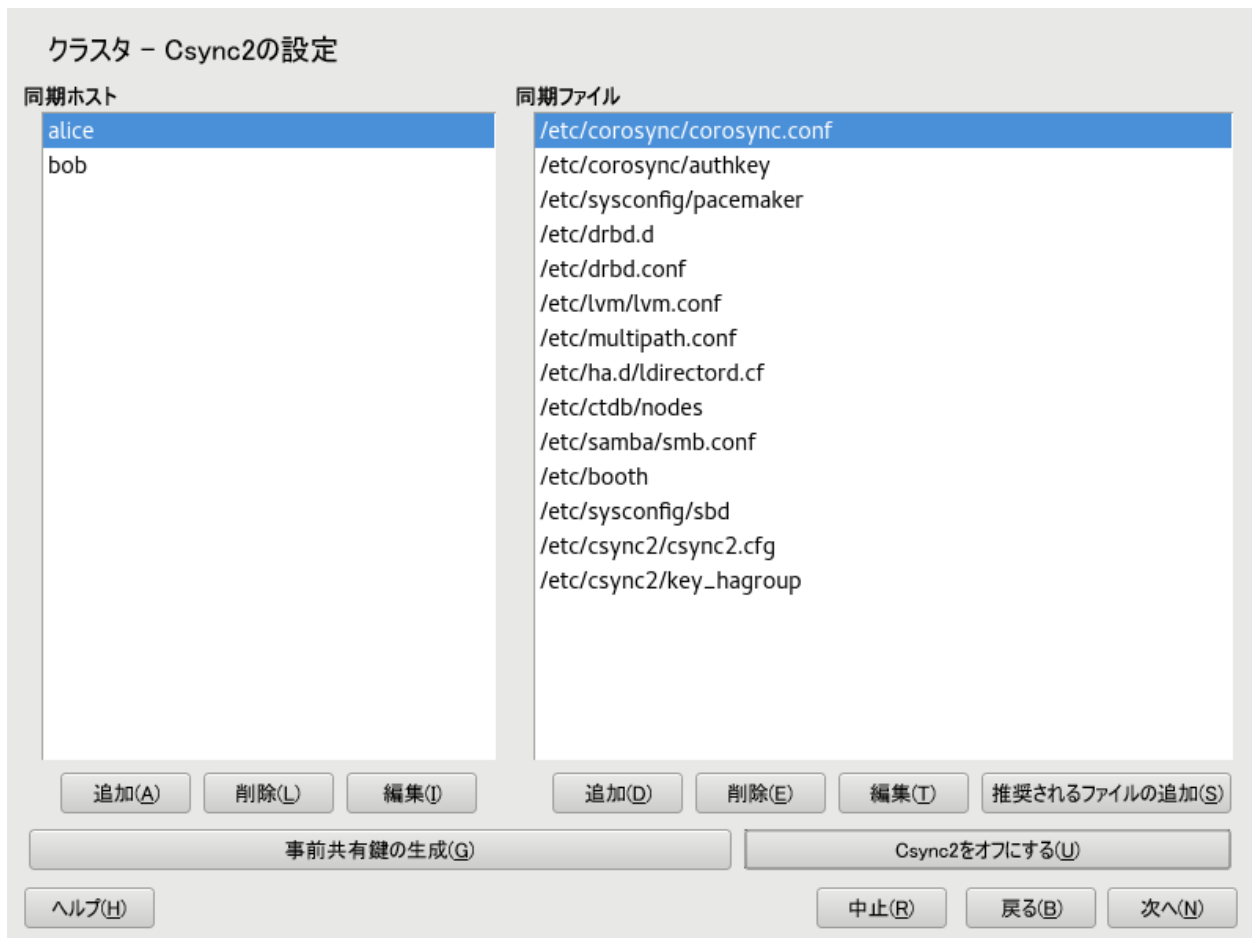 クラスタ - Csync2の設定
同期ホスト
alice
bob
同期ファイル
/etc/corosync/corosync.conf
/etc/corosync/authkey
/etc/sysconfig/pacemaker
/etc/drbd.d
/etc/drbd.conf
/etc/lvm/lvm.conf
/etc/multipath.conf
/etc/ha.d/ldirectord.cf
/etc/ctdb/nodes
/etc/samba/smb.conf
/etc/booth
/etc/sysconfig/sbd
/etc/csync2/csync2.cfg
/etc/csync2/key_hagroup
追加(A) 削除(L) 編集(I) 追加(D) 削除(E) 編集(T) 推奨されるファイルの追加(S)
事前共有鍵の生成(G) Csync2をオフにする(U)
ヘルプ(H) 中止(R) 戻る(B) 次へ(N)